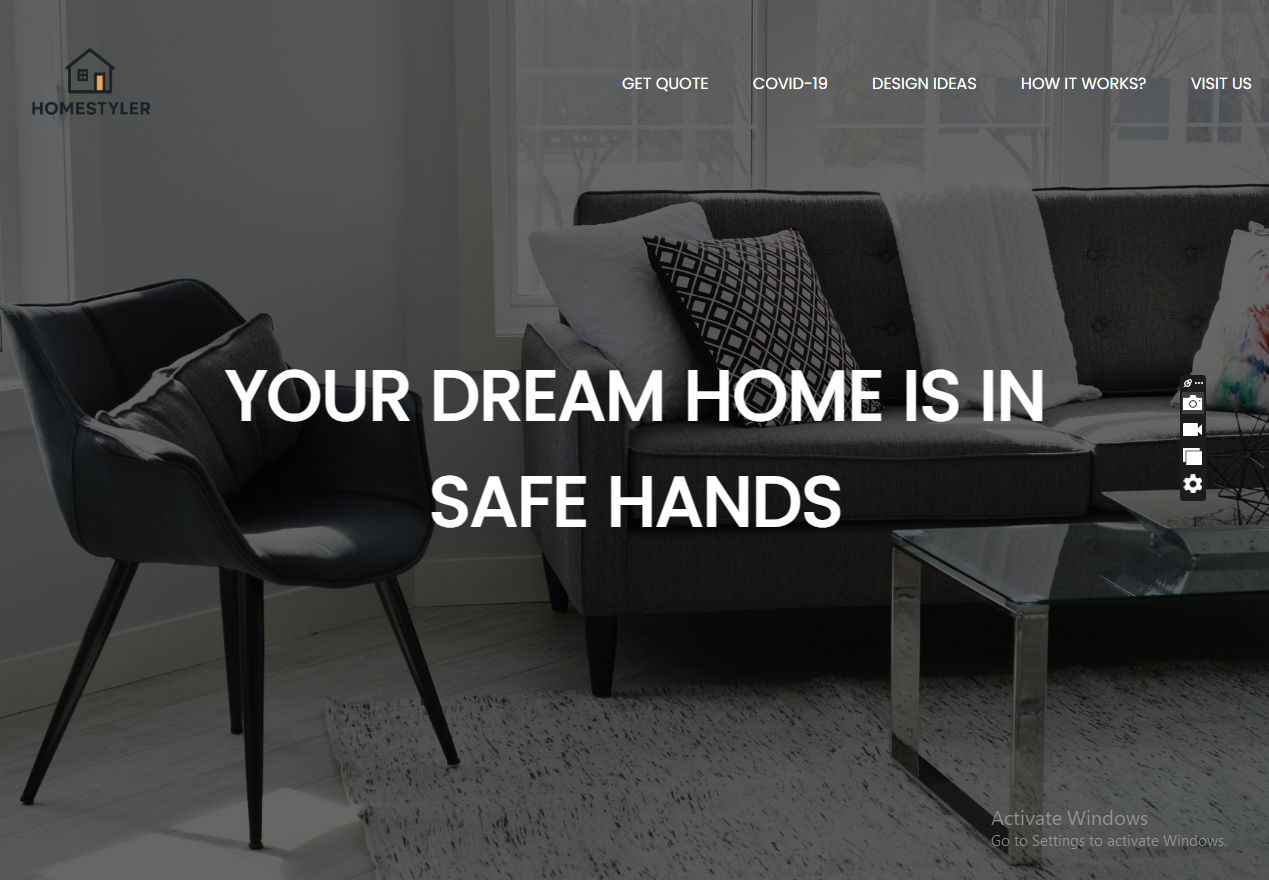 HOMESTYLER
GET QUOTE COVID-19 DESIGN IDEAS HOW IT WORKS? VISIT US
YOUR DREAM HOME IS IN
SAFE HANDS
Activate Windows
Go to Settings to activate Windows.